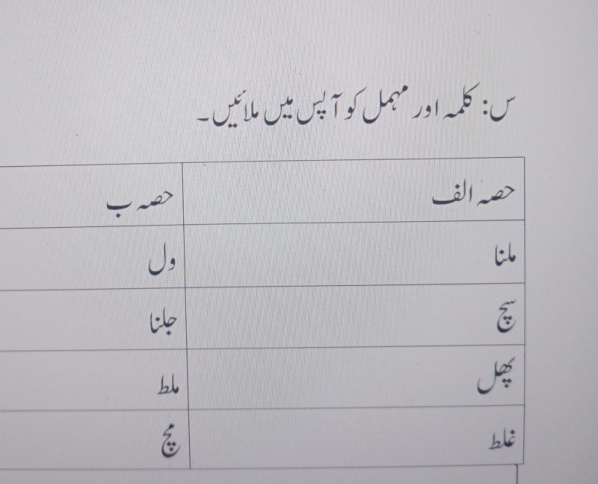 س: کلمہ اور مہمل کو آپس میں ملائیں۔
حصہ الف حصہ ب
ملنا ول
سچ جلنا
پھل ملط
غلط مچ